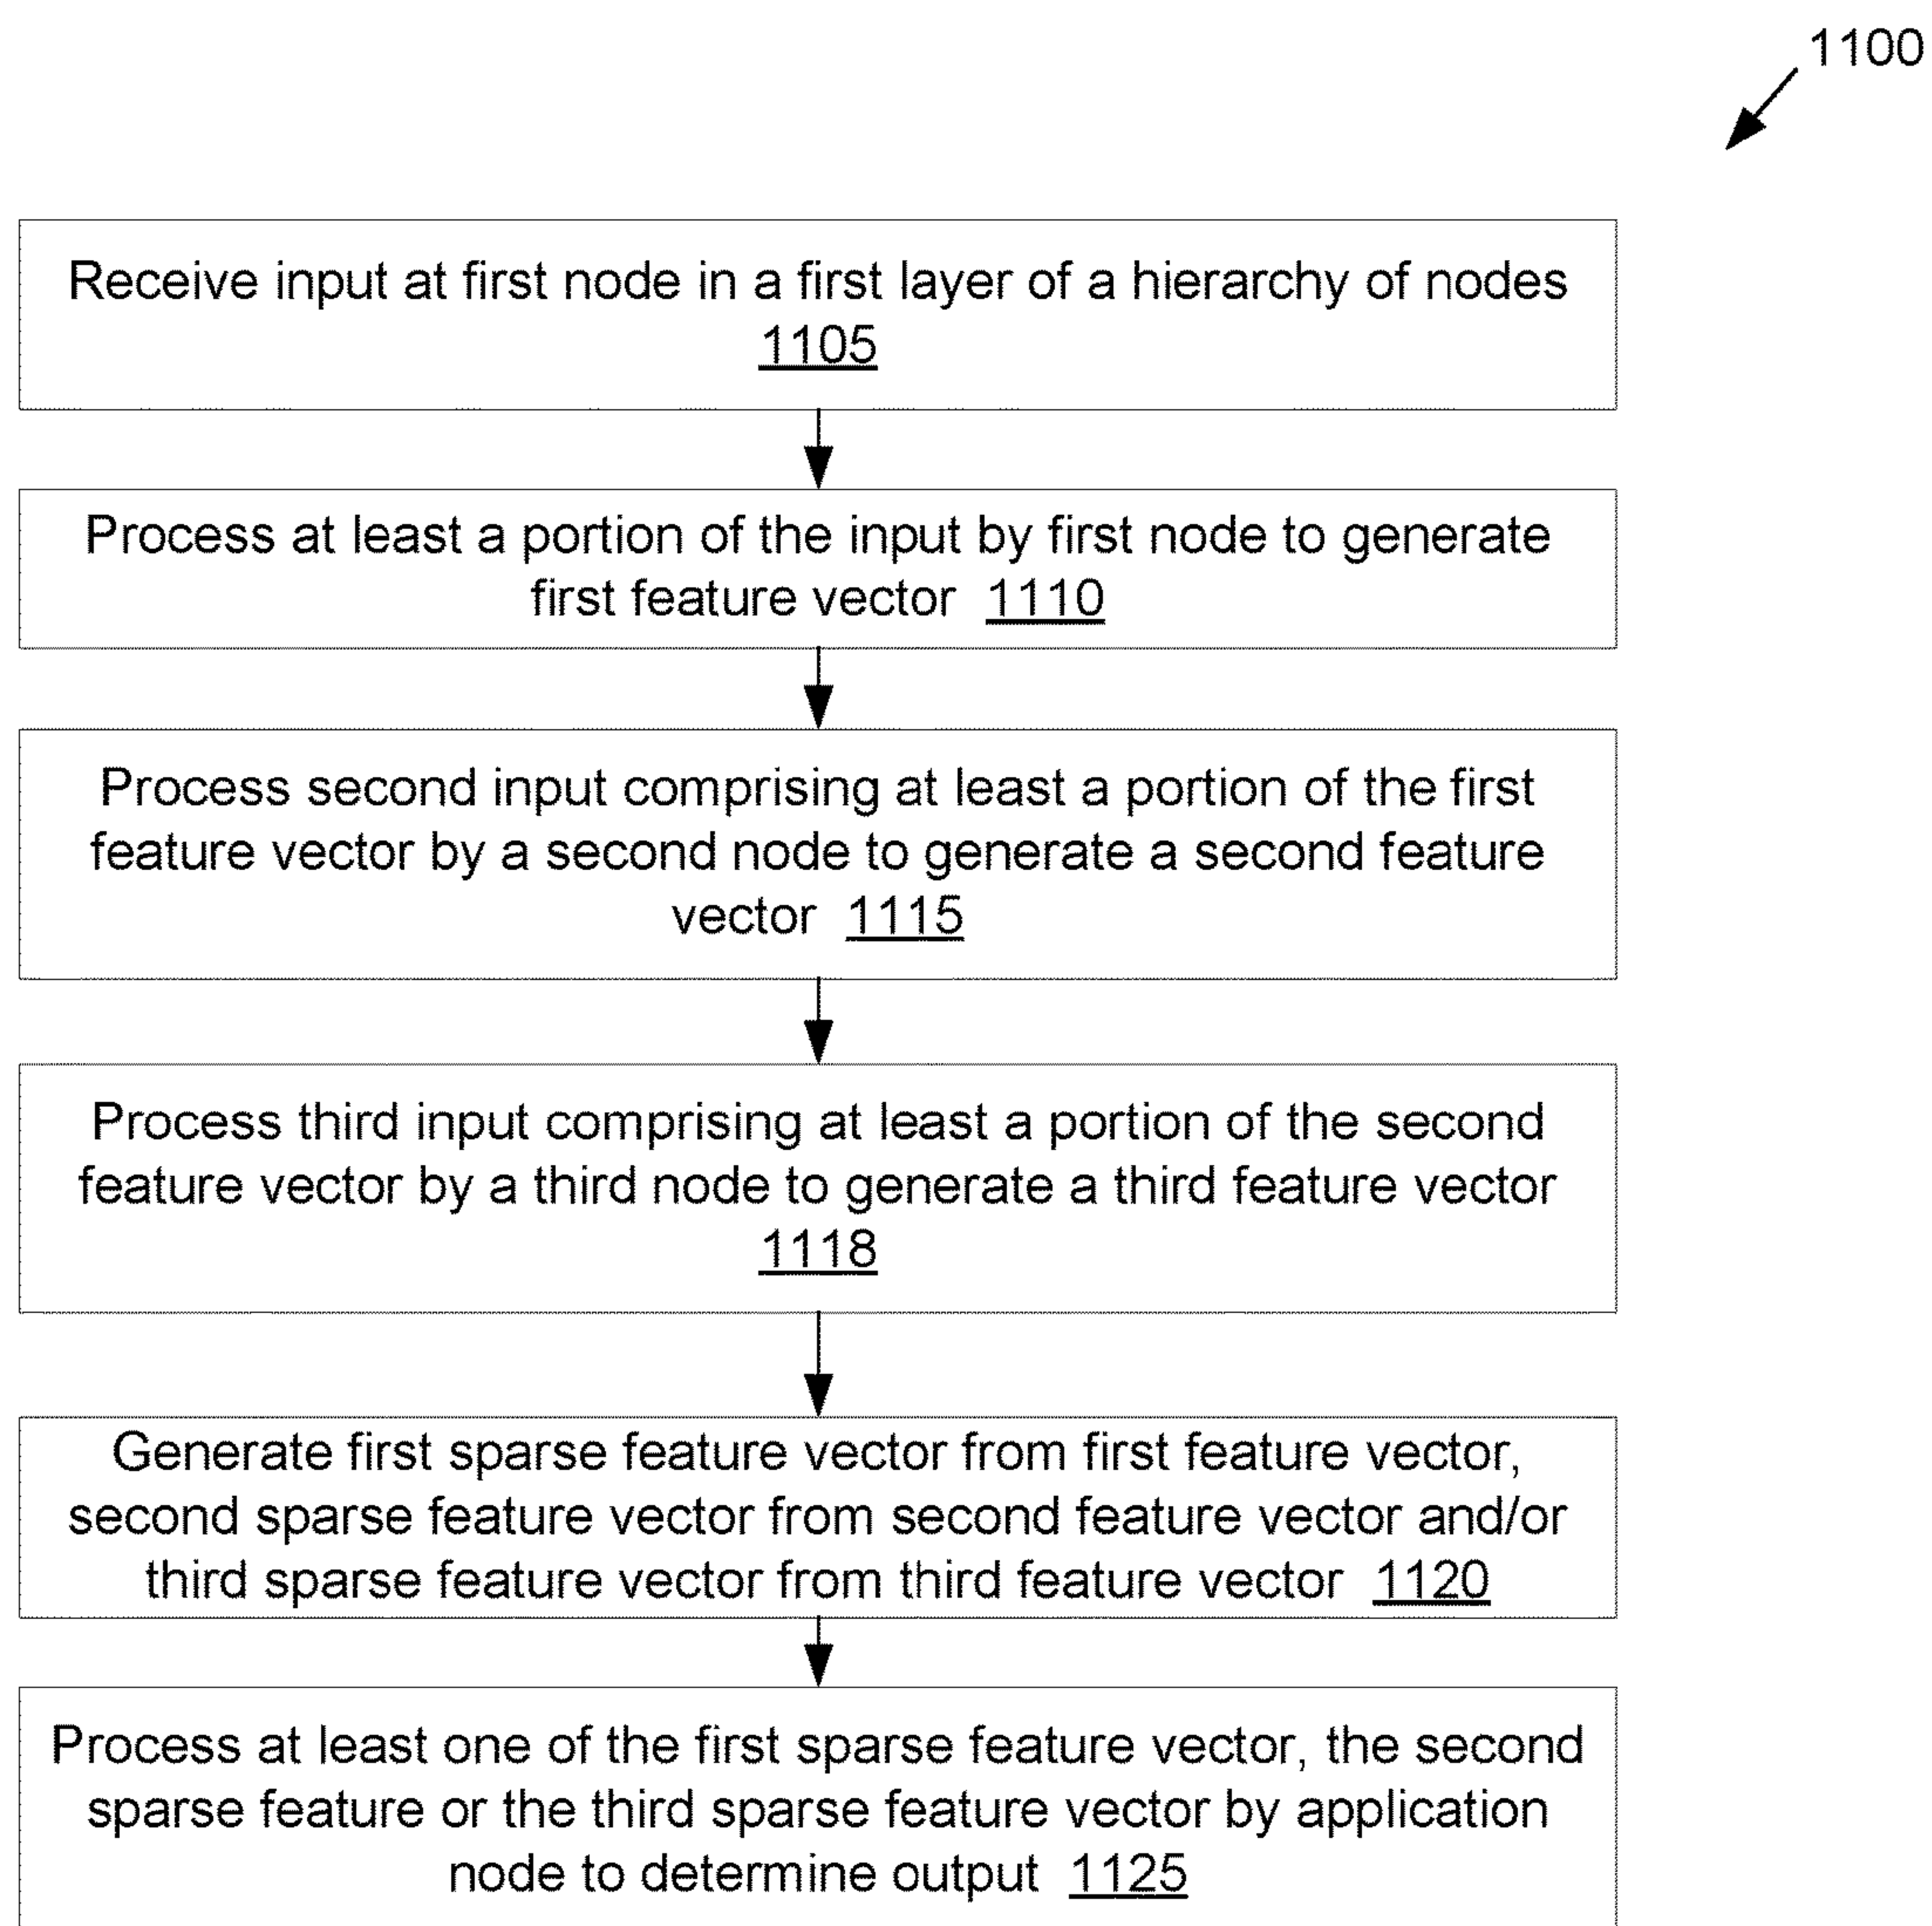 1100
Receive input at first node in a first layer of a hierarchy of nodes
1105
Process at least a portion of the input by first node to generate
first feature vector 1110
Process second input comprising at least a portion of the first
feature vector by a second node to generate a second feature
vector 1115
Process third input comprising at least a portion of the second
feature vector by a third node to generate a third feature vector
1118
Generate first sparse feature vector from first feature vector,
second sparse feature vector from second feature vector and/or
third sparse feature vector from third feature vector 1120
Process at least one of the first sparse feature vector, the second
sparse feature or the third sparse feature vector by application
node to determine output 1125